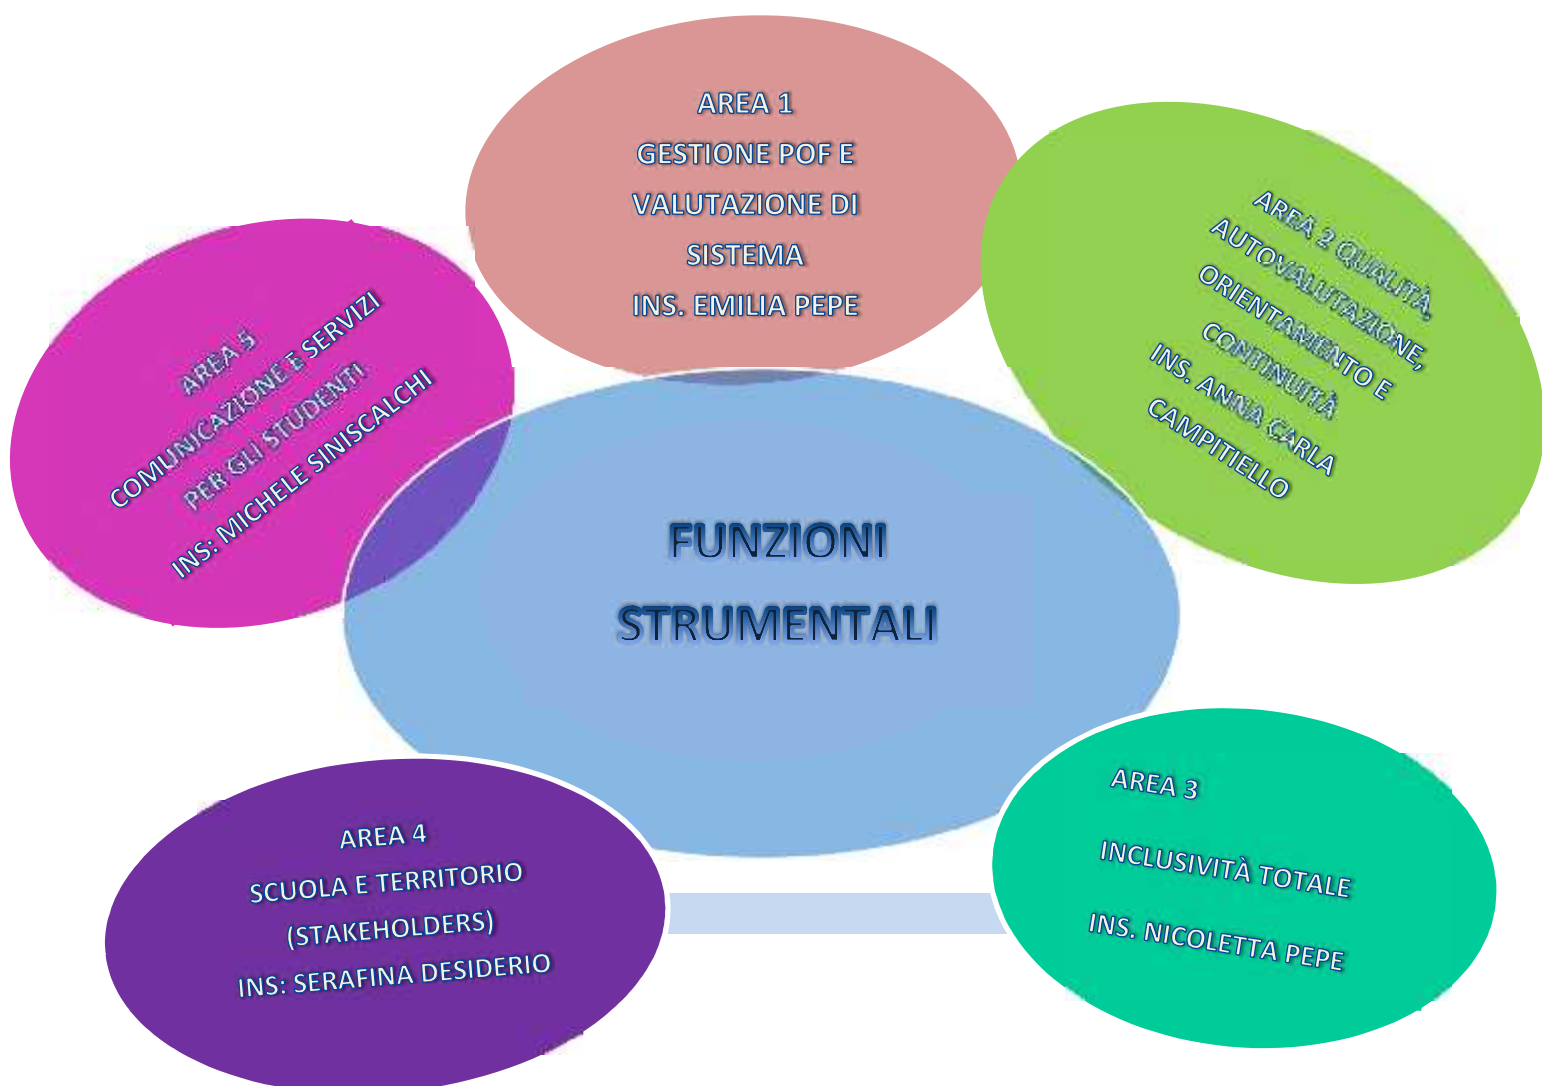 AREA 1
GESTIONE POF E
VALUTAZIONE DI
SISTEMA
INS. EMILIA PEPE
AREA 2 QUALITÀ,
AUTOVALUTAZIONE,
ORIENTAMENTO E
CONTINUITÀ
INS. ANNA CARLA
CAMPITIELLO
AREA 5
COMUNICAZIONE E SERVIZI
PER GLI STUDENTI
INS: MICHELE SINISCALCHI
FUNZIONI
STRUMENTALI
AREA 3
INCLUSIVITÀ TOTALE
INS. NICOLETTA PEPE
AREA 4
SCUOLA E TERRITORIO
(STAKEHOLDERS)
INS: SERAFINA DESIDERIO